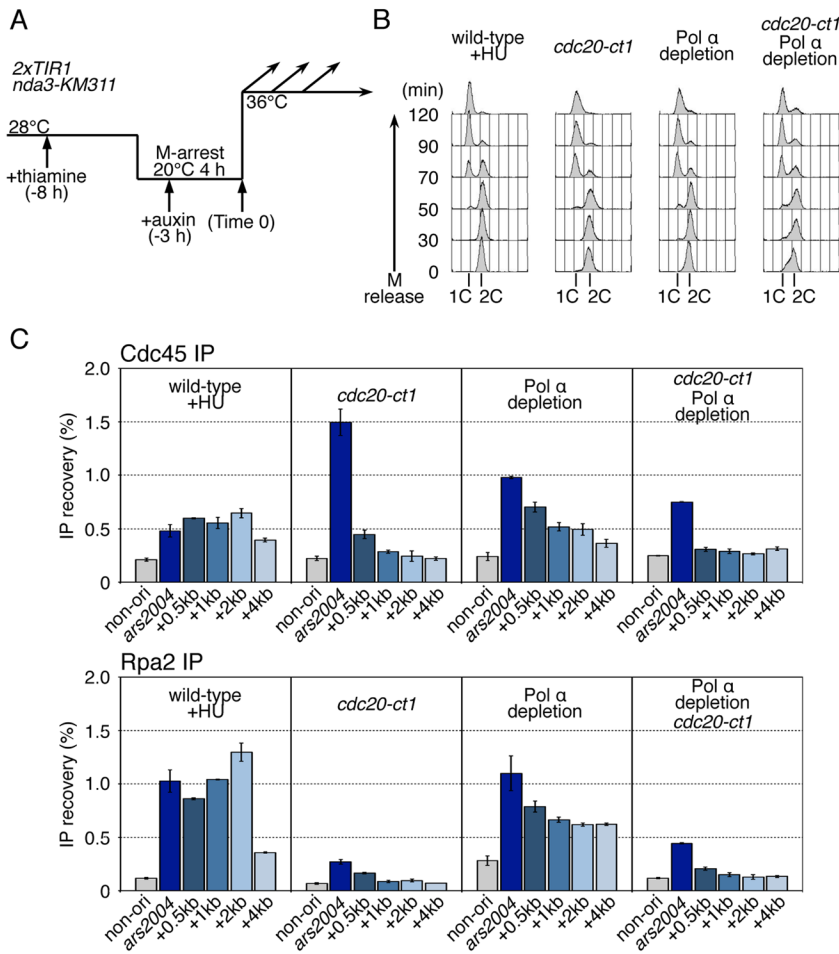 A
2xTIR1
nda3-KM311
28°C
+thiamine
(-8 h)
M-arrest
20°C 4 h
+auxin
(-3 h)
(Time 0)
36°C
B
wild-type
+HU
cdc20-ct1
Pol α
depletion
cdc20-ct1
Pol α
depletion
(min)
120
90
70
50
30
0
M
release
1C 2C
1C 2C
1C 2C
1C 2C
C
Cdc45 IP
IP recovery (%)
2.0
1.5
1.0
0.5
0
wild-type
+HU
cdc20-ct1
Pol α
depletion
cdc20-ct1
Pol α
depletion
non-ori
ars2004
+0.5kb
+1kb
+2kb
+4kb
non-ori
ars2004
+0.5kb
+1kb
+2kb
+4kb
non-ori
ars2004
+0.5kb
+1kb
+2kb
+4kb
non-ori
ars2004
+0.5kb
+1kb
+2kb
+4kb
Rpa2 IP
IP recovery (%)
2.0
1.5
1.0
0.5
0
wild-type
+HU
cdc20-ct1
Pol α
depletion
Pol α
depletion
cdc20-ct1
non-ori
ars2004
+0.5kb
+1kb
+2kb
+4kb
non-ori
ars2004
+0.5kb
+1kb
+2kb
+4kb
non-ori
ars2004
+0.5kb
+1kb
+2kb
+4kb
non-ori
ars2004
+0.5kb
+1kb
+2kb
+4kb